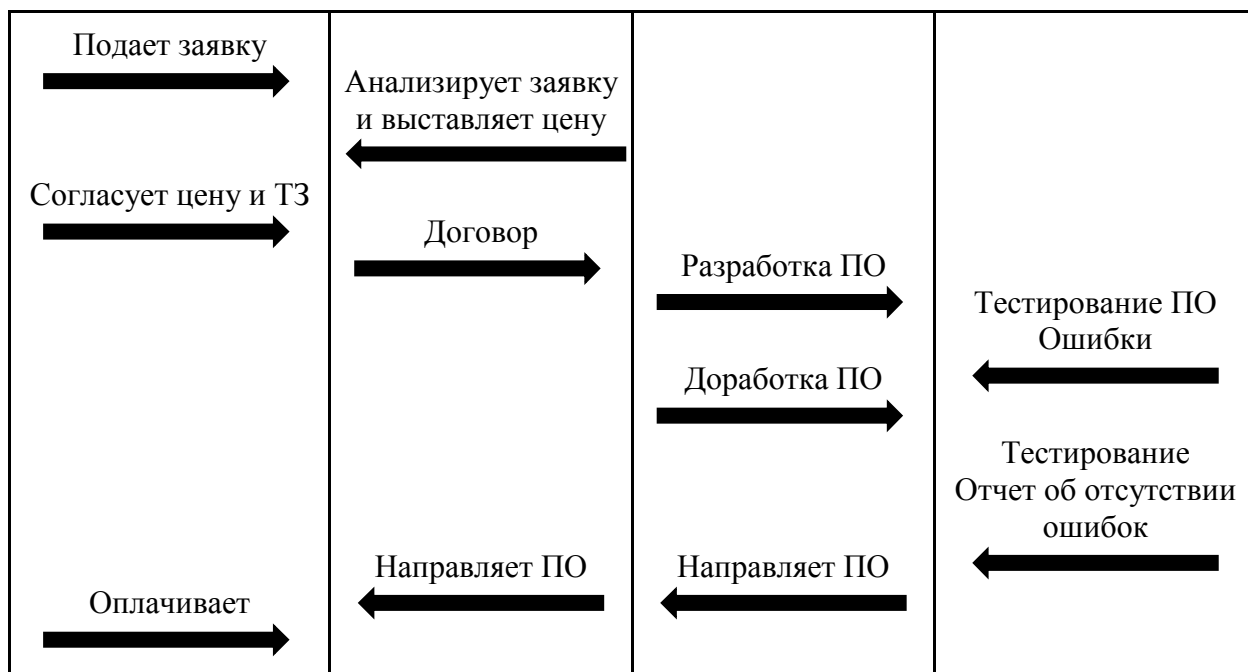 Подает заявку
Анализирует заявку
и выставляет цену
Согласует цену и ТЗ
Договор
Разработка ПО
Тестирование ПО
Ошибки
Доработка ПО
Тестирование
Отчет об отсутствии
ошибок
Направляет ПО
Направляет ПО
Оплачивает